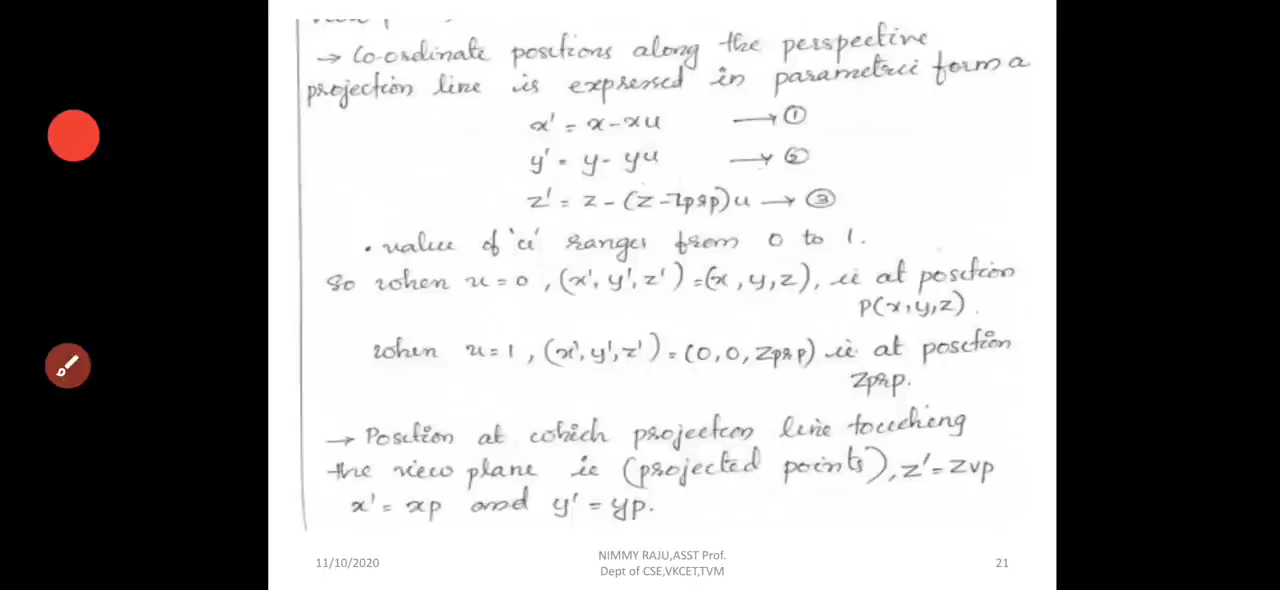 → Co-ordinate positions along the perspective
projection line is expressed in parametric form a
x' = x - xu → ①
y' = y - yu → ②
z' = z - (z - zprp)u → ③
• value of 'u' ranges from 0 to 1.
So when u = 0, (x', y', z') = (x, y, z), ie at position
P(x, y, z).
when u = 1, (x', y', z') = (0, 0, zprp) ie at position
zprp.
→ Position at which projection line touching
the view plane ie (projected points), z' = zvp
x' = xp and y' = yp.
11/10/2020
NIMMY RAJU,ASST Prof.
Dept of CSE,VKCET,TVM
21